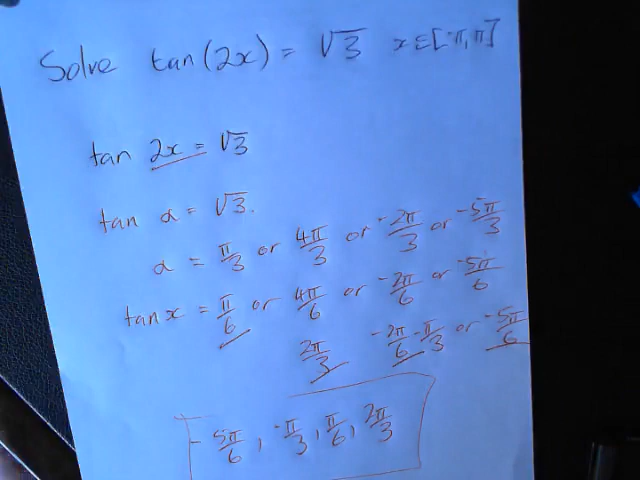 Solve tan(2x) = √3 x∈[-π,π]
tan 2x = √3
tan α = √3.
α = π/3 or 4π/3 or -2π/3 or -5π/3
tan x = π/6 or 4π/6 or -2π/6 or -5π/6
2π/3 -2π/6 -π/3 or -5π/6
-5π/6, -π/3, π/6, 2π/3